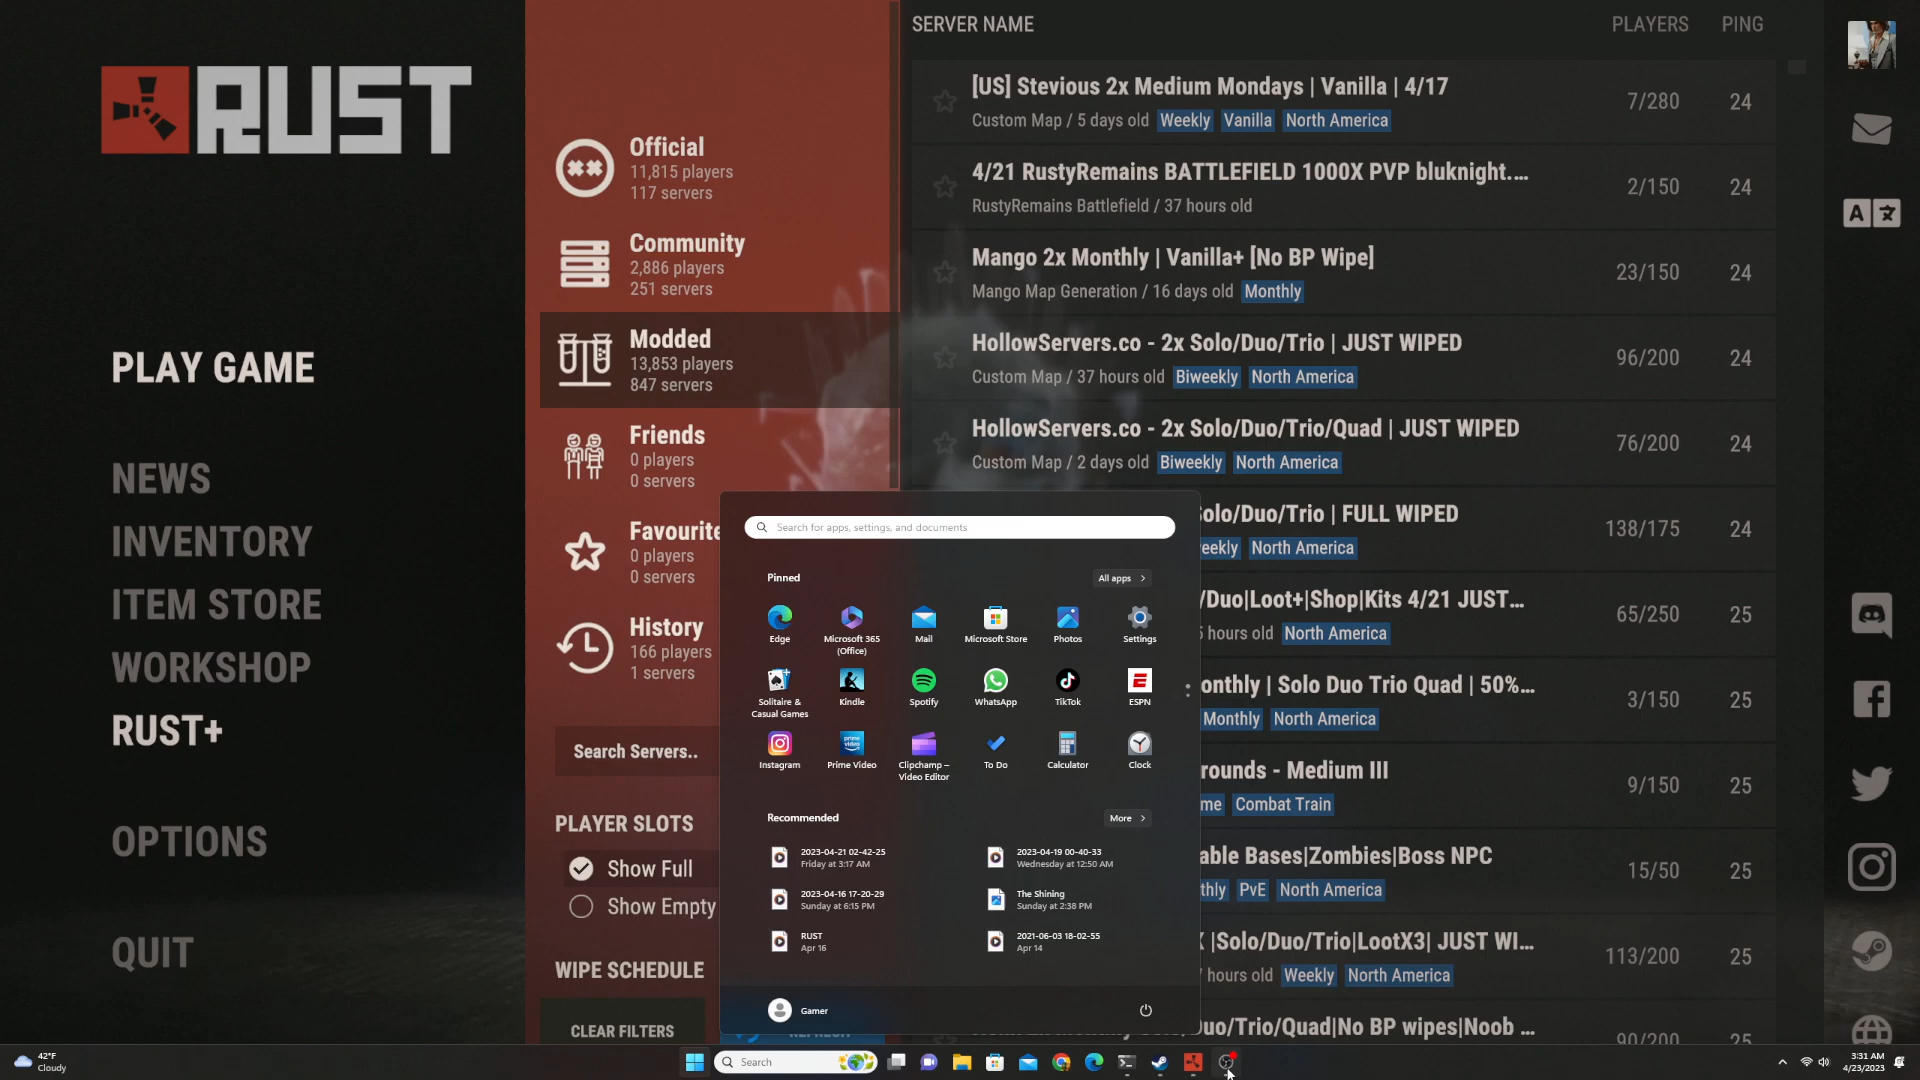 RUST
PLAY GAME
NEWS
INVENTORY
ITEM STORE
WORKSHOP
RUST+
OPTIONS
QUIT
Official
11,815 players
117 servers
Community
2,886 players
251 servers
Modded
13,853 players
847 servers
Friends
0 players
0 servers
Favourite
0 players
0 servers
History
166 players
1 servers
Search Servers..
PLAYER SLOTS
Show Full
Show Empty
WIPE SCHEDULE
CLEAR FILTERS
SERVER NAME PLAYERS PING
[US] Stevious 2x Medium Mondays | Vanilla | 4/17 7/280 24
Custom Map / 5 days old Weekly Vanilla North America
4/21 RustyRemains BATTLEFIELD 1000X PVP bluknight.... 2/150 24
RustyRemains Battlefield / 37 hours old
Mango 2x Monthly | Vanilla+ [No BP Wipe] 23/150 24
Mango Map Generation / 16 days old Monthly
HollowServers.co - 2x Solo/Duo/Trio | JUST WIPED 96/200 24
Custom Map / 37 hours old Biweekly North America
HollowServers.co - 2x Solo/Duo/Trio/Quad | JUST WIPED 76/200 24
Custom Map / 2 days old Biweekly North America
olo/Duo/Trio | FULL WIPED 138/175 24
eekly North America
/Duo|Loot+|Shop|Kits 4/21 JUST... 65/250 25
hours old North America
onthly | Solo Duo Trio Quad | 50%... 3/150 25
Monthly North America
rounds - Medium III 9/150 25
me Combat Train
able Bases|Zombies|Boss NPC 15/50 25
thly PvE North America
|Solo/Duo/Trio|LootX3| JUST WI... 113/200 25
hours old Weekly North America
uo/Trio/Quad|No BP wipes|Noob ...
90/200 25
Search for apps, settings, and documents
Pinned All apps
Edge
Microsoft 365 (Office)
Mail
Microsoft Store
Photos
Settings
Solitaire & Casual Games
Kindle
Spotify
WhatsApp
TikTok
ESPN
Instagram
Prime Video
Clipchamp – Video Editor
To Do
Calculator
Clock
Recommended More
2023-04-21 02-42-25
Friday at 3:17 AM
2023-04-19 00-40-33
Wednesday at 12:50 AM
2023-04-16 17-20-29
Sunday at 6:15 PM
The Shining
Sunday at 2:38 PM
RUST
Apr 16
2021-06-03 18-02-55
Apr 14
Gamer
REFRESH
42°F
Cloudy
Search
3:31 AM
4/23/2023